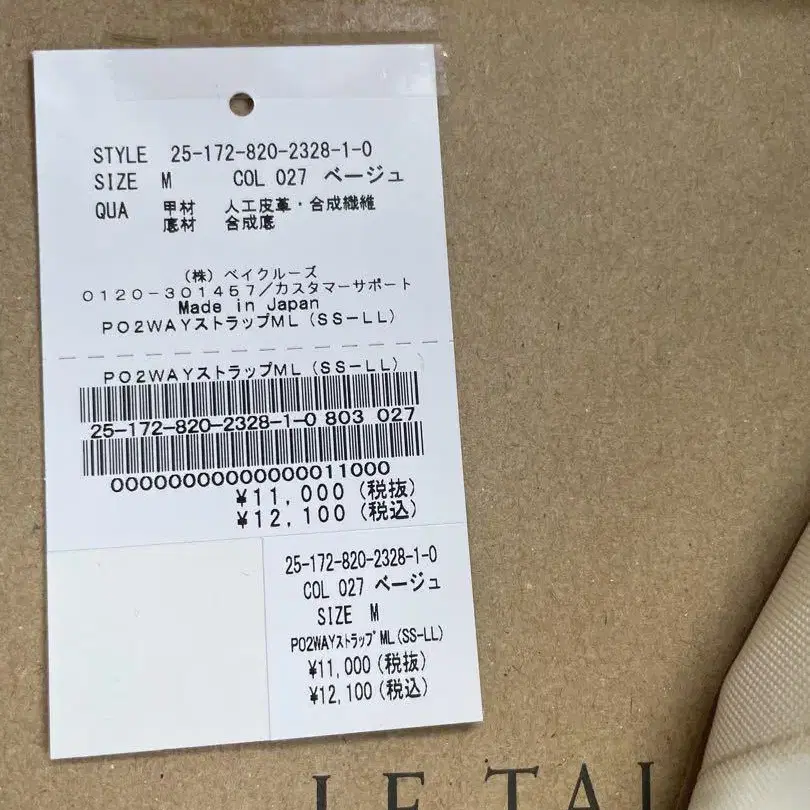 STYLE 25-172-820-2328-1-0
SIZE M COL 027 ベージュ
QUA 甲材 人工皮革・合成繊維
底材 合成底
(株)ベイクルーズ
0120-301457/カスタマーサポート
Made in Japan
PO2WAYストラップML(SS-LL)
PO2WAYストラップML(SS-LL)
25-172-820-2328-1-0 803 027
00000000000000011000
¥11,000(税抜)
¥12,100(税込)
25-172-820-2328-1-0
COL 027 ベージュ
SIZE M
PO2WAYストラップML(SS-LL)
¥11,000(税抜)
¥12,100(税込)
LE TAL